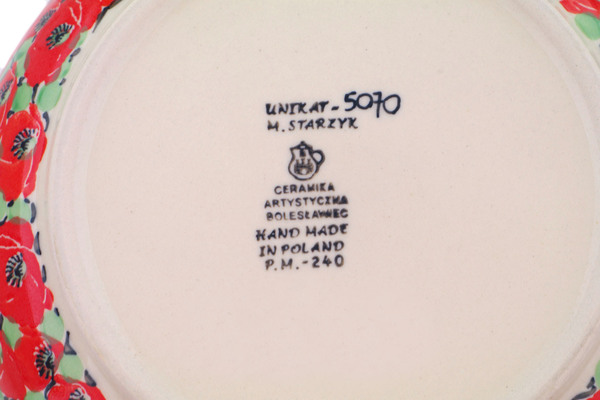 UNIKAT - 5070
M. STARZYK
CERAMIKA
ARTYSTYCZNA
BOLESŁAWIEC
HAND MADE
IN POLAND
P.M. - 240